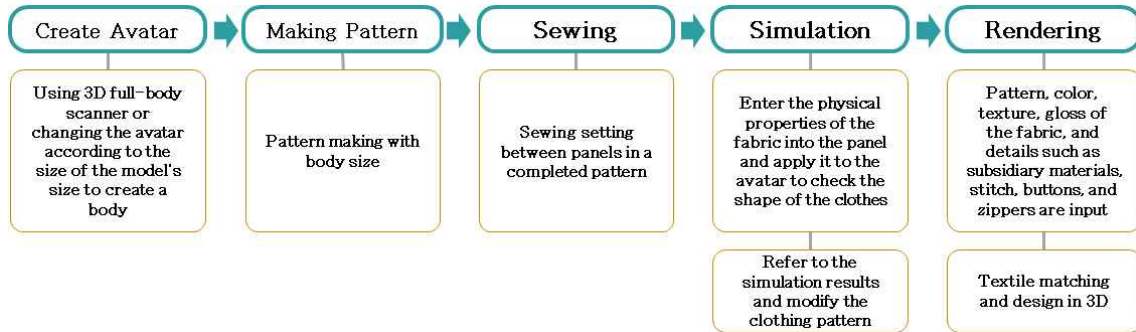 Create Avatar
Making Pattern
Sewing
Simulation
Rendering
Using 3D full-body
scanner or
changing the avatar
according to the
size of the model's
size to create a
body
Pattern making with
body size
Sewing setting
between panels in a
completed pattern
Enter the physical
properties of the
fabric into the panel
and apply it to the
avatar to check the
shape of the clothes
Pattern, color,
texture, gloss of
the fabric, and
details such as
subsidiary materials,
stitch, buttons, and
zippers are input
Refer to the
simulation results
and modify the
clothing pattern
Textile matching
and design in 3D